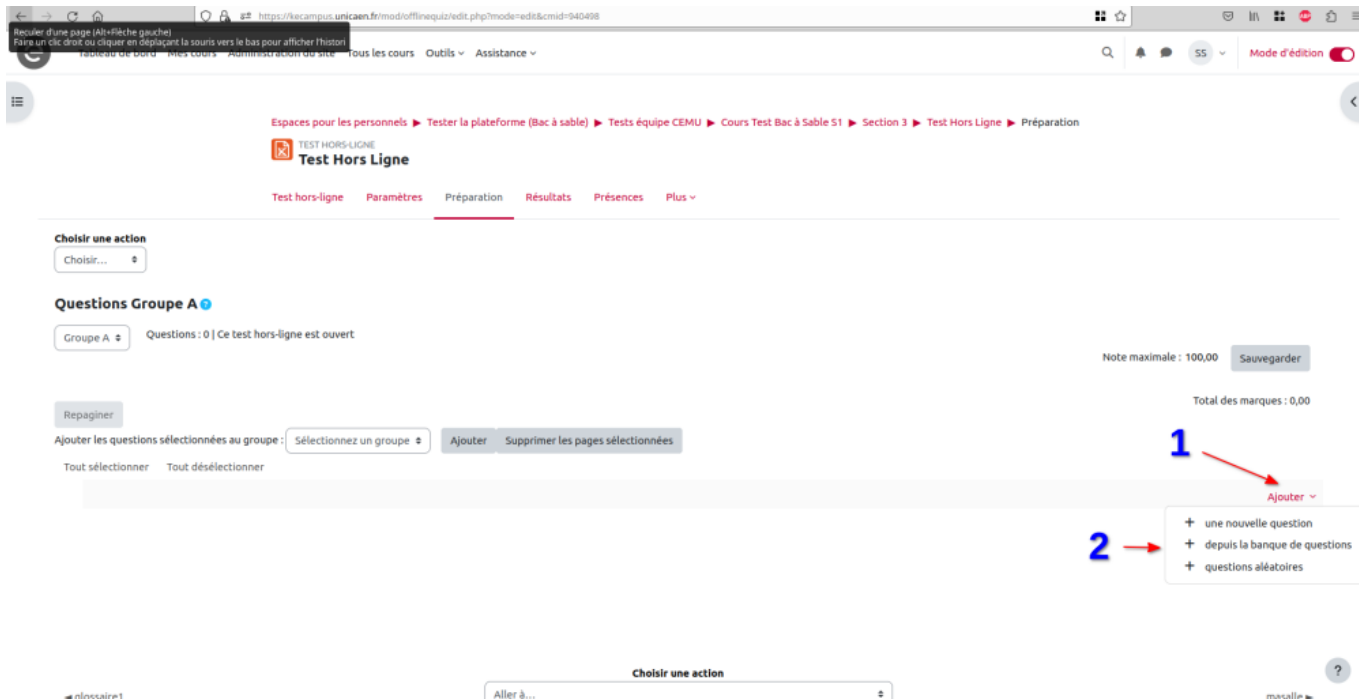 https://kecampus.unicaen.fr/mod/offlinequiz/edit.php?mode=edit&cmid=940498
Reculer d'une page (Alt+Flèche gauche)
Faire un clic droit ou cliquer en déplaçant la souris vers le bas pour afficher l'histori
Tableau de bord Mes cours Administration du site Tous les cours Outils Assistance SS Mode d'édition
Espaces pour les personnels ▶ Tester la plateforme (Bac à sable) ▶ Tests équipe CEMU ▶ Cours Test Bac à Sable S1 ▶ Section 3 ▶ Test Hors Ligne ▶ Préparation
TEST HORS-LIGNE
Test Hors Ligne
Test hors-ligne Paramètres Préparation Résultats Présences Plus
Choisir une action
Choisir...
Questions Groupe A
Groupe A Questions : 0 | Ce test hors-ligne est ouvert
Note maximale : 100,00 Sauvegarder
Total des marques : 0,00
Repaginer
Ajouter les questions sélectionnées au groupe : Sélectionnez un groupe Ajouter Supprimer les pages sélectionnées
1
Tout sélectionner Tout désélectionner
Ajouter
+ une nouvelle question
2
+ depuis la banque de questions
+ questions aléatoires
Choisir une action
?
◄ glossaire1 Aller à... masalle ►